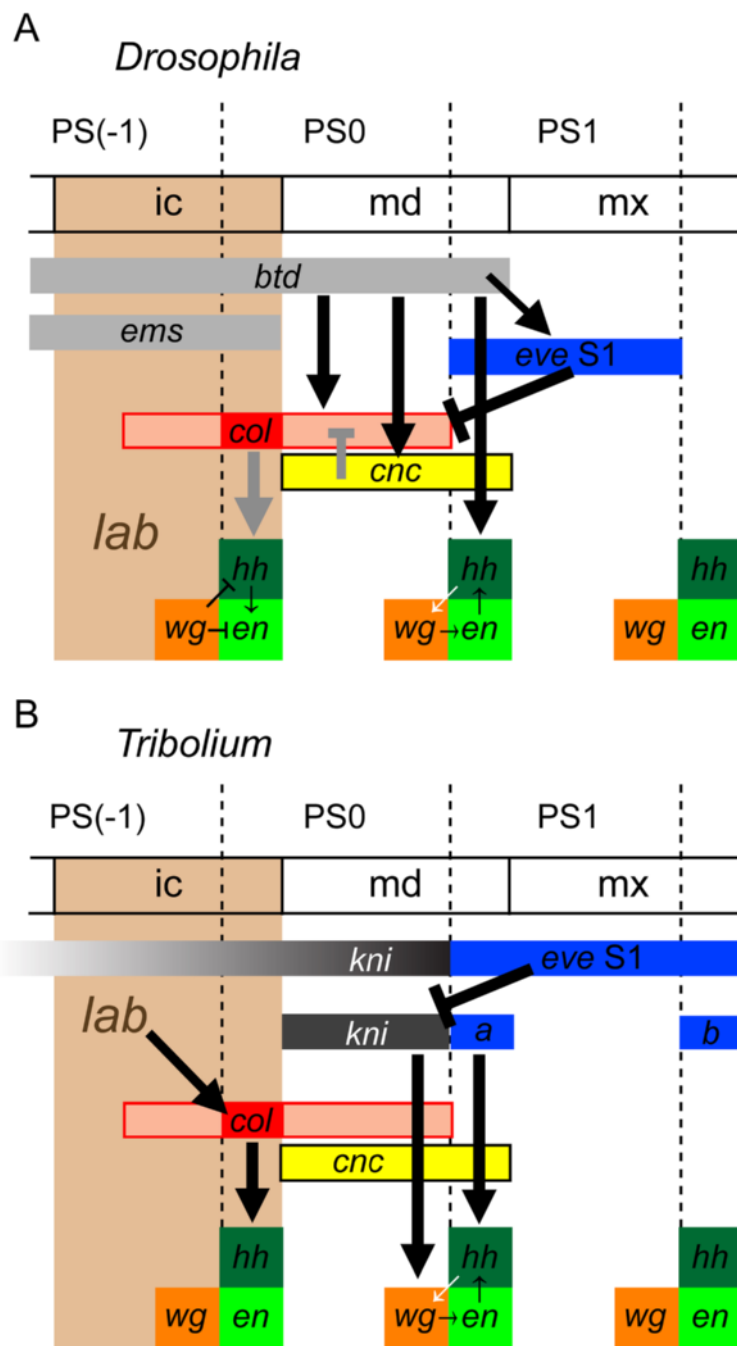 A
Drosophila
PS(-1) PS0 PS1
ic md mx
btd
ems
eve S1
col
cnc
lab
hh hh hh
wg en wg en wg en
B
Tribolium
PS(-1) PS0 PS1
ic md mx
kni eve S1
lab kni a b
col
cnc
hh hh hh
wg en wg en wg en